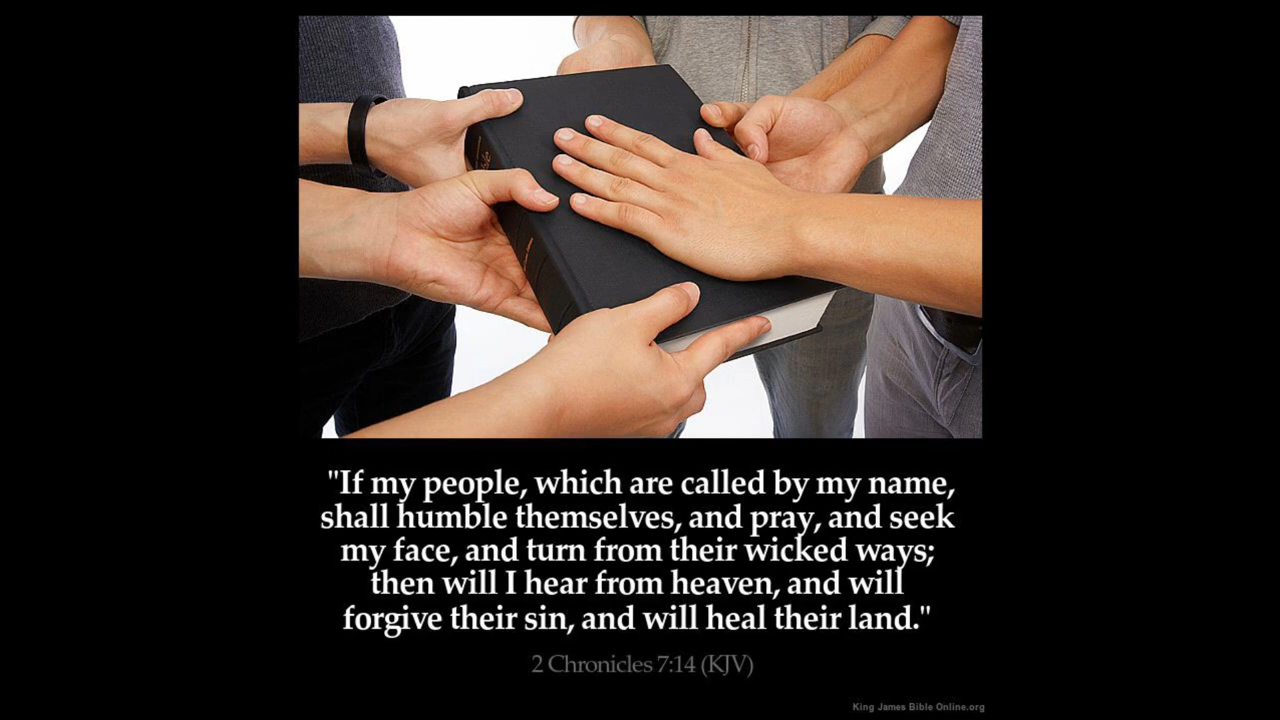 "If my people, which are called by my name,
shall humble themselves, and pray, and seek
my face, and turn from their wicked ways;
then will I hear from heaven, and will
forgive their sin, and will heal their land."
2 Chronicles 7:14 (KJV)
King James Bible Online.org